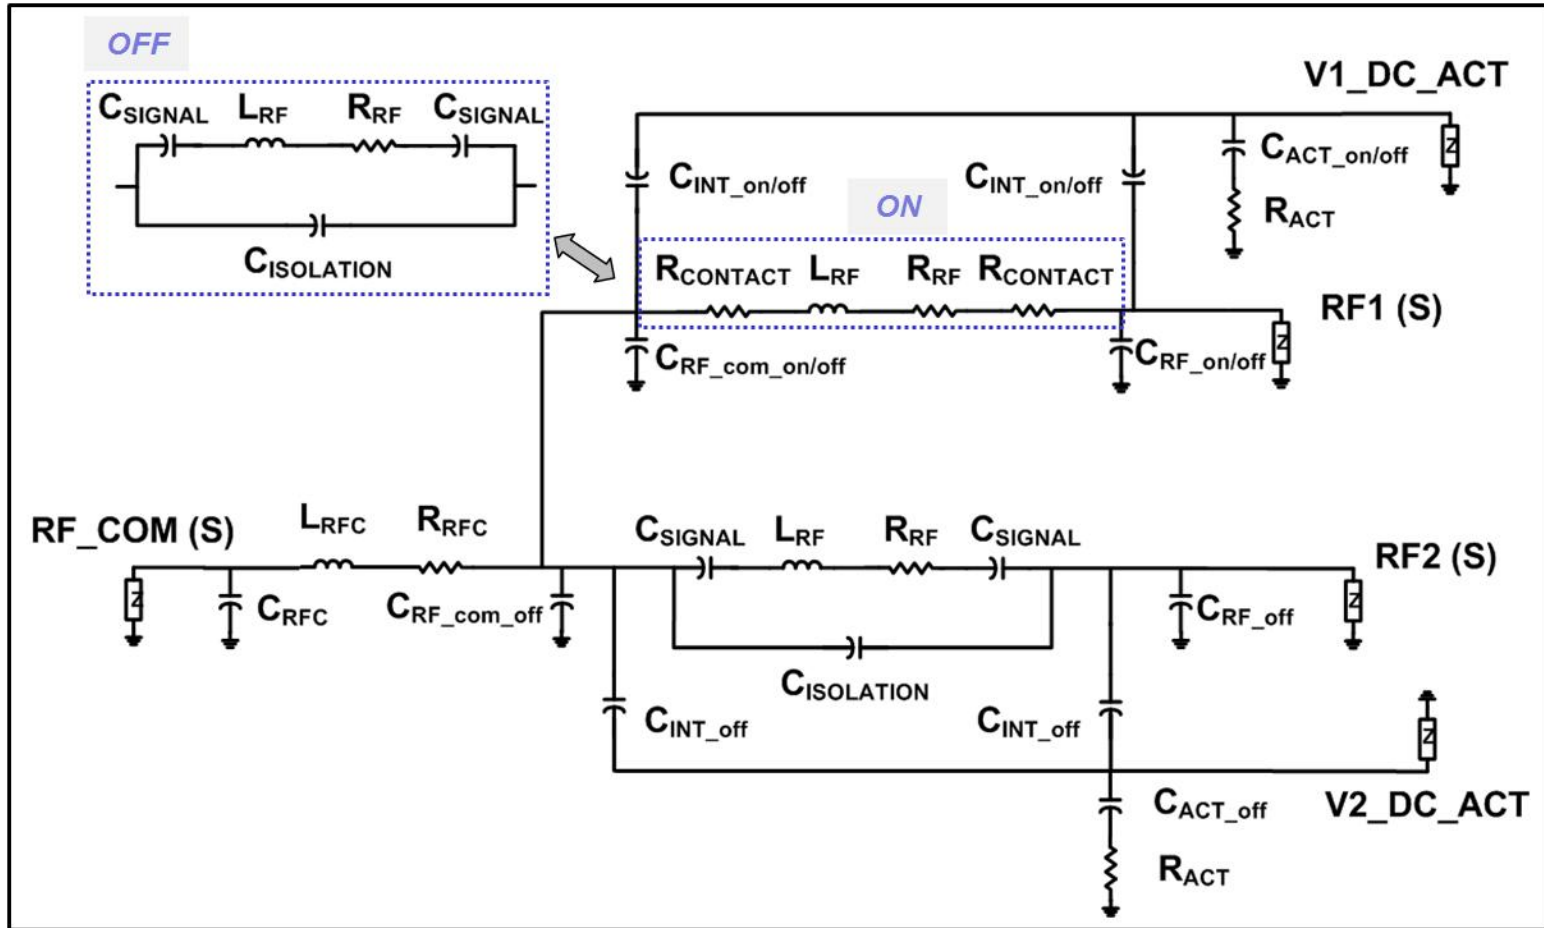 OFF
V1_DC_ACT
CSIGNAL LRF RRF CSIGNAL
CACT_on/off
Z
CINT_on/off CINT_on/off
ON
RACT
CISOLATION
RCONTACT LRF RRF RCONTACT
RF1 (S)
CRF_com_on/off
CRF_on/off
Z
LRFC RRFC
RF_COM (S)
CSIGNAL LRF RRF CSIGNAL
RF2 (S)
Z
CRFC
CRF_com_off
CRF_off
Z
CISOLATION
CINT_off CINT_off
Z
CACT_off
V2_DC_ACT
RACT